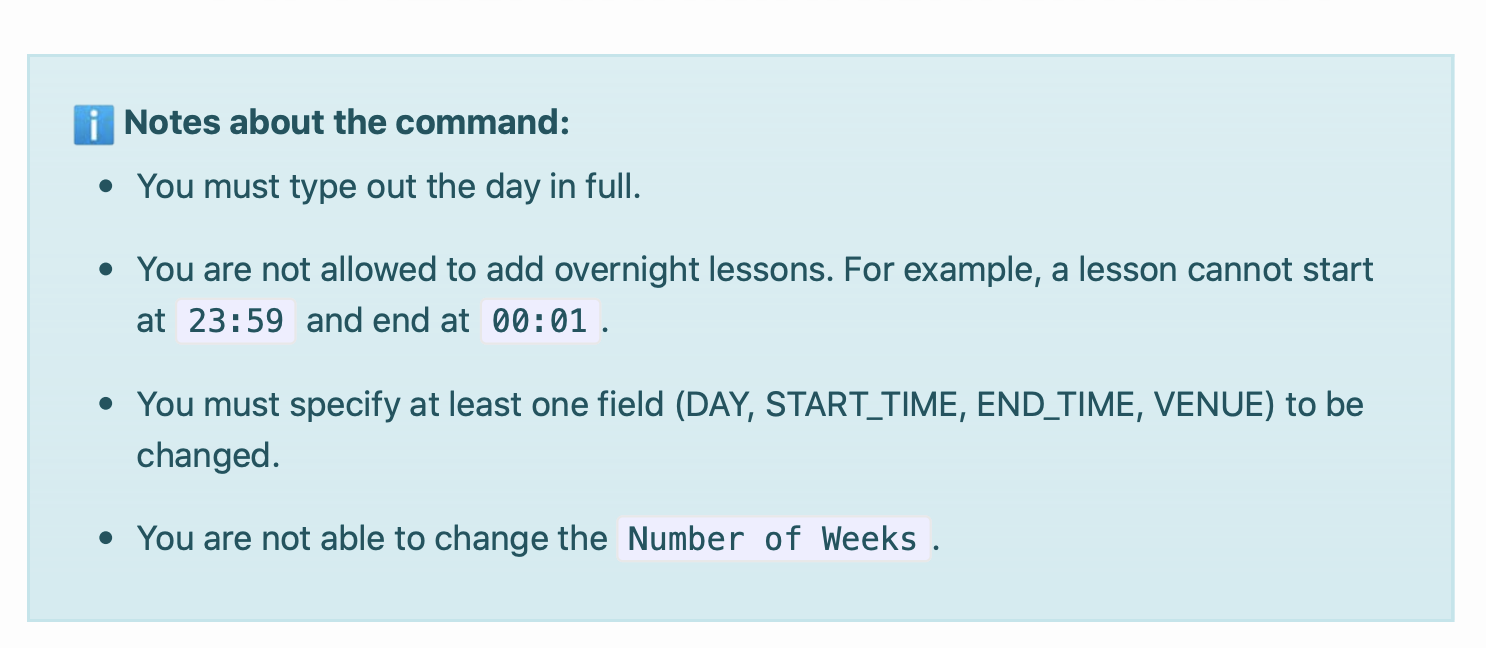 Notes about the command:
• You must type out the day in full.
• You are not allowed to add overnight lessons. For example, a lesson cannot start
at 23:59 and end at 00:01.
• You must specify at least one field (DAY, START_TIME, END_TIME, VENUE) to be
changed.
• You are not able to change the Number of Weeks.